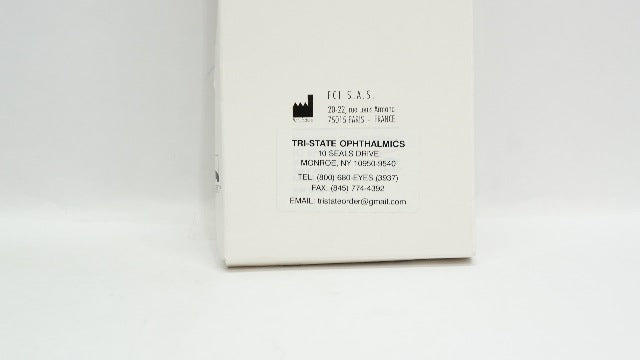 FCI S.A.S.
20-22, rue Louis Armand
75015 PARIS - FRANCE
TRI-STATE OPHTHALMICS
10 SEALS DRIVE
MONROE, NY 10950-9540
TEL: (800) 680-EYES (3937)
FAX: (845) 774-4392
EMAIL: tristateorder@gmail.com